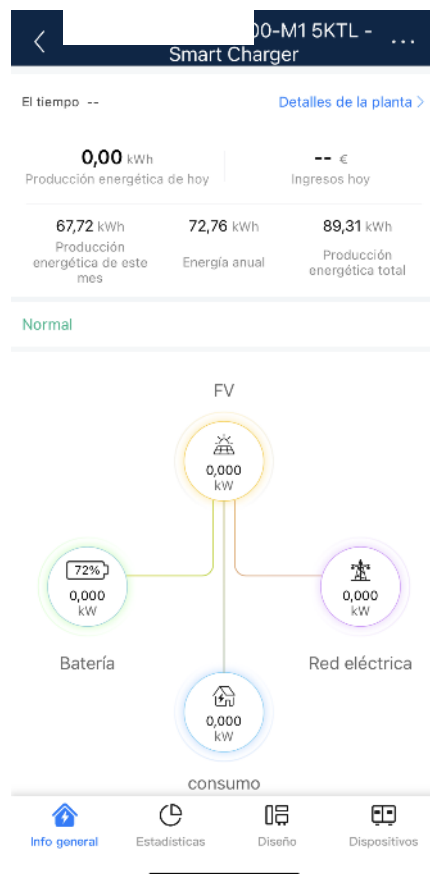 00-M1 5KTL -
Smart Charger
El tiempo --
Detalles de la planta
0,00 kWh
Producción energética de hoy
-- €
Ingresos hoy
67,72 kWh
Producción
energética de este
mes
72,76 kWh
Energía anual
89,31 kWh
Producción
energética total
Normal
FV
0,000
kW
72%
0,000
kW
Batería
0,000
kW
Red eléctrica
0,000
kW
consumo
Info general
Estadísticas
Diseño
Dispositivos